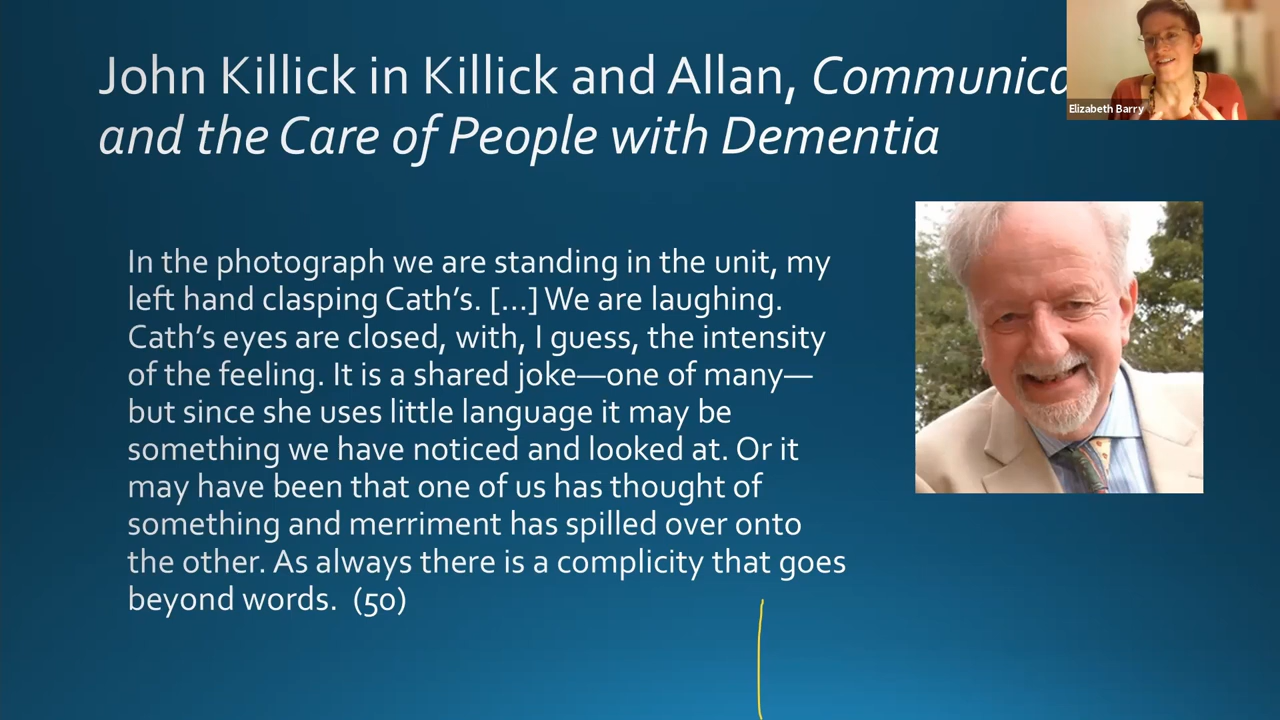 John Killick in Killick and Allan, Communica
and the Care of People with Dementia
Elizabeth Barry
In the photograph we are standing in the unit, my
left hand clasping Cath’s. […] We are laughing.
Cath’s eyes are closed, with, I guess, the intensity
of the feeling. It is a shared joke—one of many—
but since she uses little language it may be
something we have noticed and looked at. Or it
may have been that one of us has thought of
something and merriment has spilled over onto
the other. As always there is a complicity that goes
beyond words. (50)